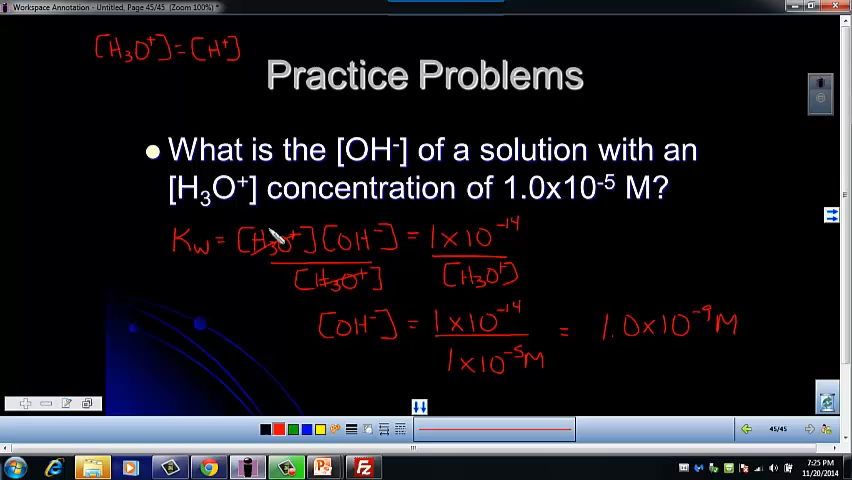 Workspace Annotation - Untitled, Page 45/45 (Zoom 100%) *
[H₃O⁺]=[H⁺]
Practice Problems
What is the [OH-] of a solution with an
[H₃O⁺] concentration of 1.0x10⁻⁵ M?
Kw = [H₃O⁺][OH⁻] = 1x10⁻¹⁴
[H₃O⁺] [H₃O⁺]
[OH⁻] = 1x10⁻¹⁴ = 1.0x10⁻⁹ M
1x10⁻⁵M
45/45
7:25 PM
11/20/2014